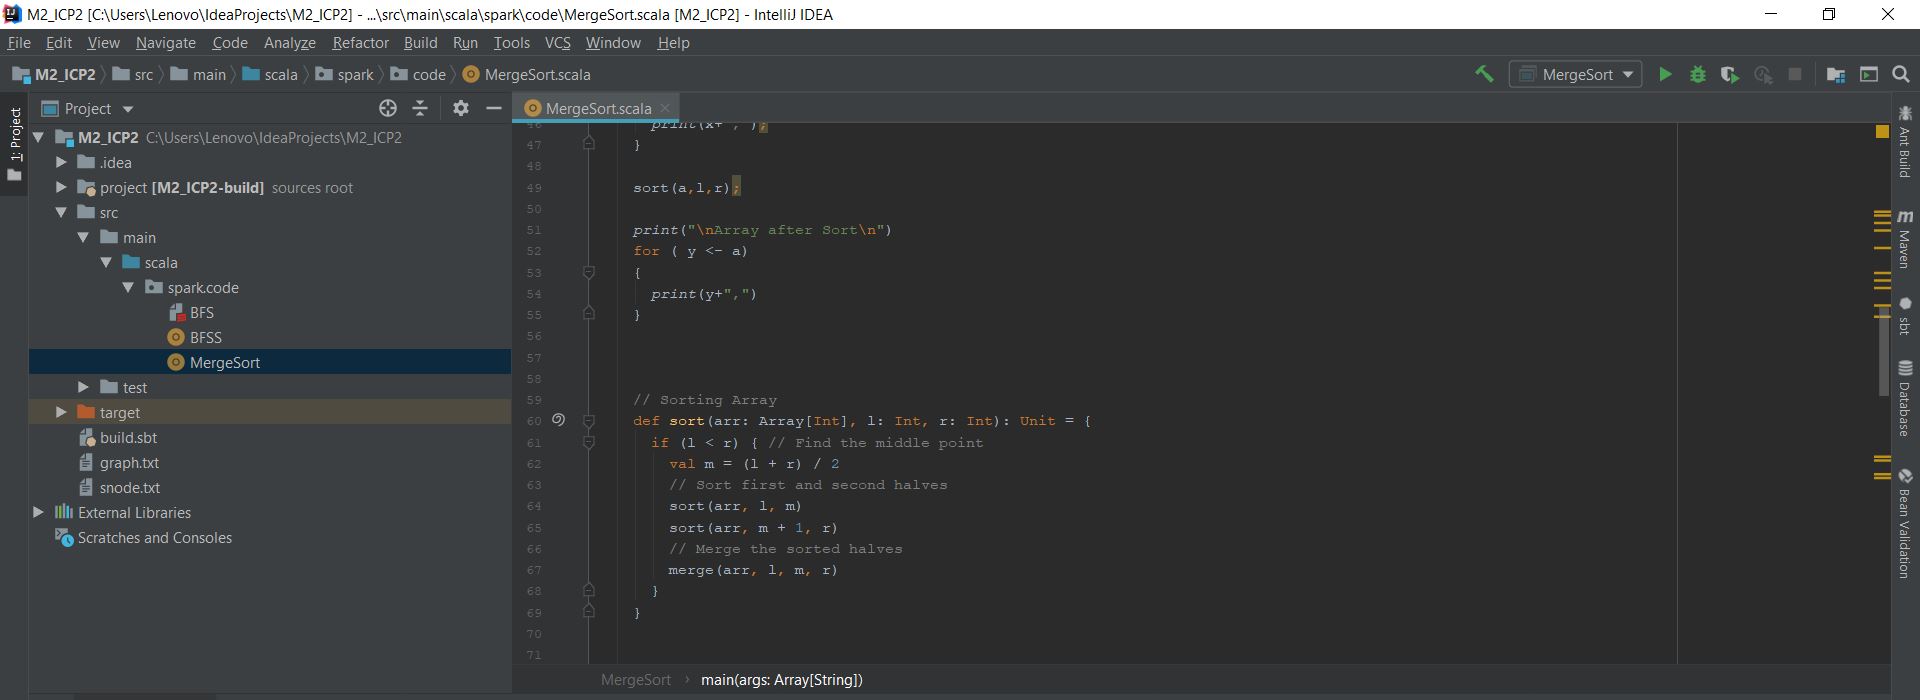 M2_ICP2 [C:\Users\Lenovo\IdeaProjects\M2_ICP2] - ...\src\main\scala\spark\code\MergeSort.scala [M2_ICP2] - IntelliJ IDEA
File Edit View Navigate Code Analyze Refactor Build Run Tools VCS Window Help
M2_ICP2 src main scala spark code MergeSort.scala MergeSort
1: Project
Project
M2_ICP2 C:\Users\Lenovo\IdeaProjects\M2_ICP2
.idea
project [M2_ICP2-build] sources root
src
main
scala
spark.code
BFS
BFSS
MergeSort
test
target
build.sbt
graph.txt
snode.txt
External Libraries
Scratches and Consoles
MergeSort.scala
46 print(x+",");
47 }
48
49 sort(a,l,r);
50
51 print("\nArray after Sort\n")
52 for ( y <- a)
53 {
54 print(y+",")
55 }
56
57
58
59 // Sorting Array
60 def sort(arr: Array[Int], l: Int, r: Int): Unit = {
61 if (l < r) { // Find the middle point
62 val m = (l + r) / 2
63 // Sort first and second halves
64 sort(arr, l, m)
65 sort(arr, m + 1, r)
66 // Merge the sorted halves
67 merge(arr, l, m, r)
68 }
69 }
70
71
MergeSort › main(args: Array[String])
Ant Build
Maven
sbt
Database
Bean Validation